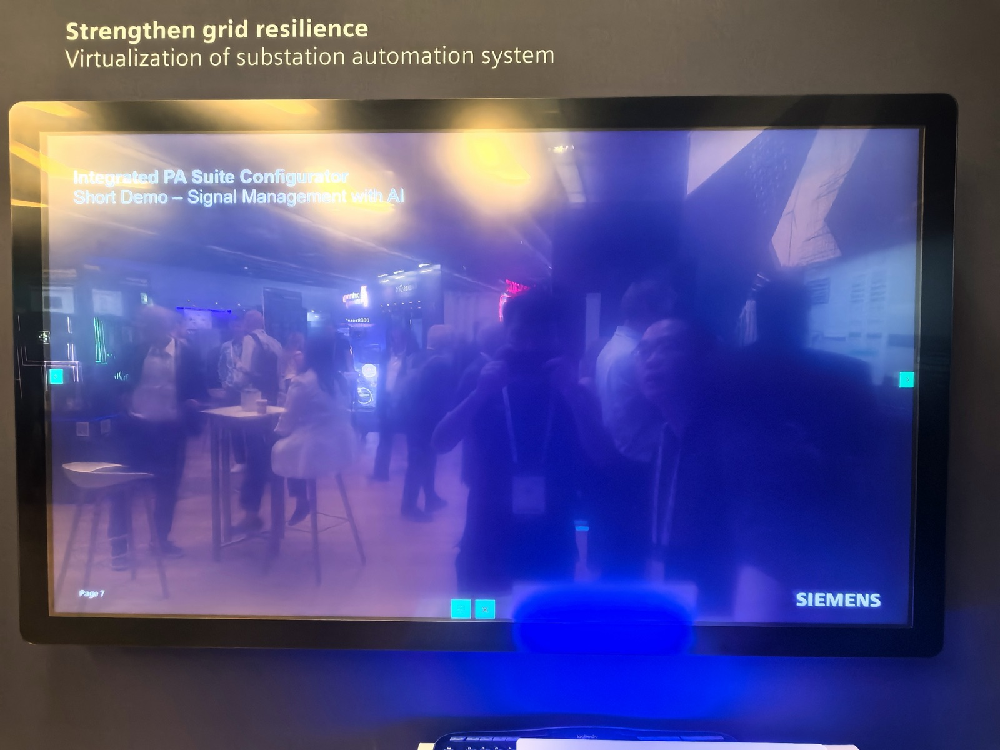 Strengthen grid resilience
Virtualization of substation automation system
Integrated PA Suite Configurator
Short Demo – Signal Management with AI
Page 7
SIEMENS
logitech